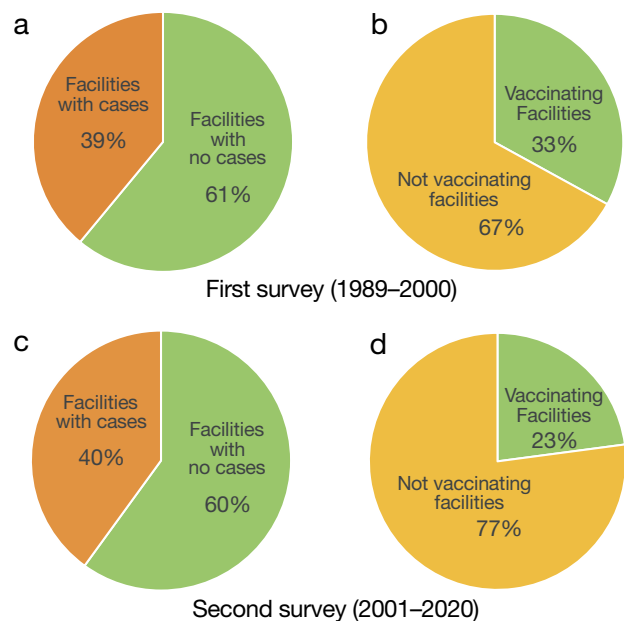 a
Facilities
with cases
39%
Facilities
with
no cases
61%
b
Vaccinating
Facilities
33%
Not vaccinating
facilities
67%
First survey (1989–2000)
c
Facilities
with cases
40%
Facilities
with
no cases
60%
d
Vaccinating
Facilities
23%
Not vaccinating
facilities
77%
Second survey (2001–2020)